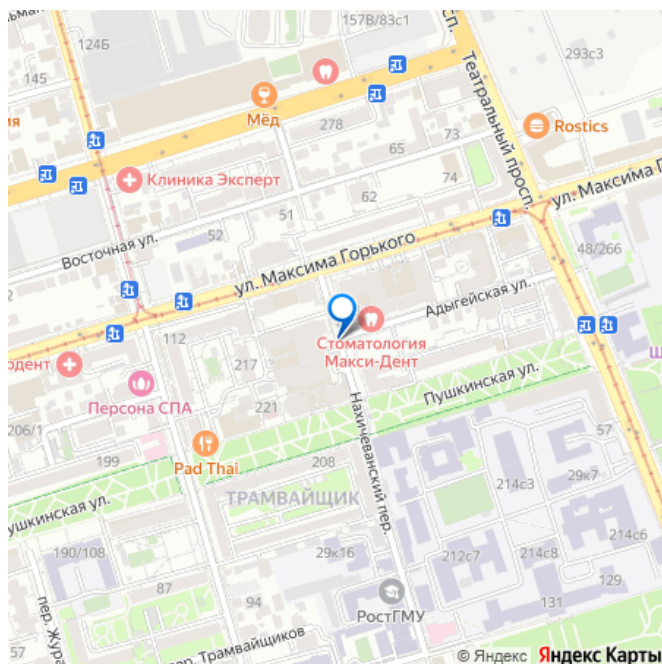 157В/83с1
124Б
293с3
145
Театральный просп.
Мёд
278
Rostics
73
65
Клиника Эксперт
74
62
ул. Максима Г
51
52
Восточная ул.
ул. Максима Горького
48/266
Адыгейская ул.
112
Стоматология
Макси-Дент
217
одент
Персона СПА
221
Пушкинская ул.
206/1
Нахичеванский пер.
57
199
Pad Thai
208
29к7
214с3
ТРАМВАЙЩИК
ушкинская ул.
214с6
190/108
29к16
212с7
214с8
87
129
94
131
РостГМУ
пер. Жура
ер. Трамвайщиков
© Яндекс Яндекс Карты